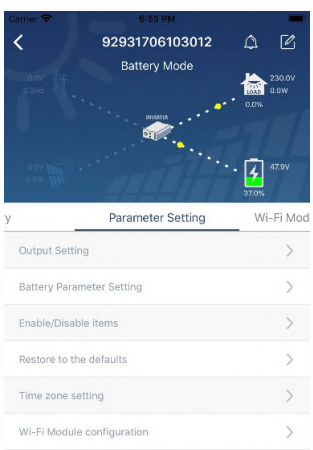 Carrier 6:55 PM
92931706103012
Battery Mode
0.0V
0.0Hz
230.0V
0.0W
LOAD
0.0%
INVERTER
0.0V
0.0W
47.9V
37.0%
y Parameter Setting Wi-Fi Mod
Output Setting
Battery Parameter Setting
Enable/Disable items
Restore to the defaults
Time zone setting
Wi-Fi Module configuration